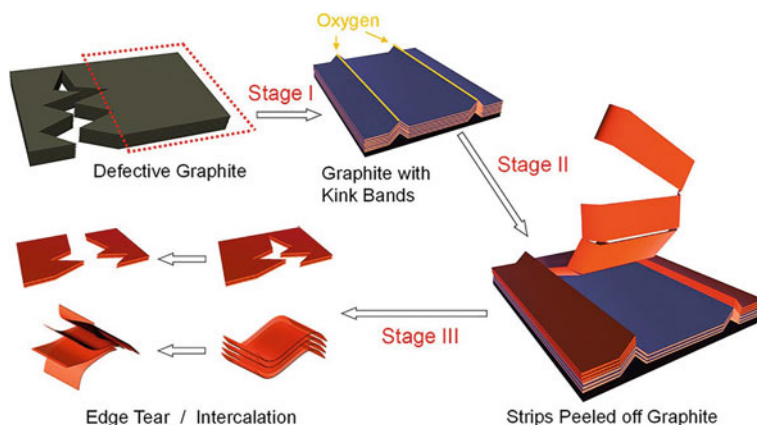 Oxygen
Stage I
Defective Graphite
Graphite with
Kink Bands
Stage II
Stage III
Edge Tear / Intercalation
Strips Peeled off Graphite